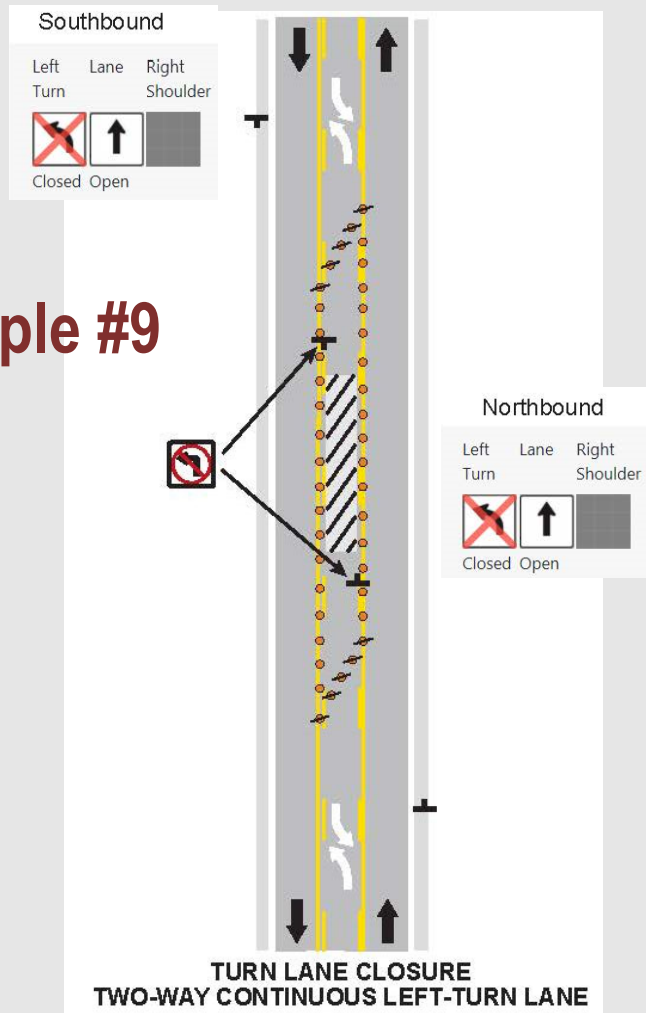 Southbound
Left Lane Right
Turn Shoulder
Closed Open
ple #9
Northbound
Left Lane Right
Turn Shoulder
Closed Open
TURN LANE CLOSURE
TWO-WAY CONTINUOUS LEFT-TURN LANE